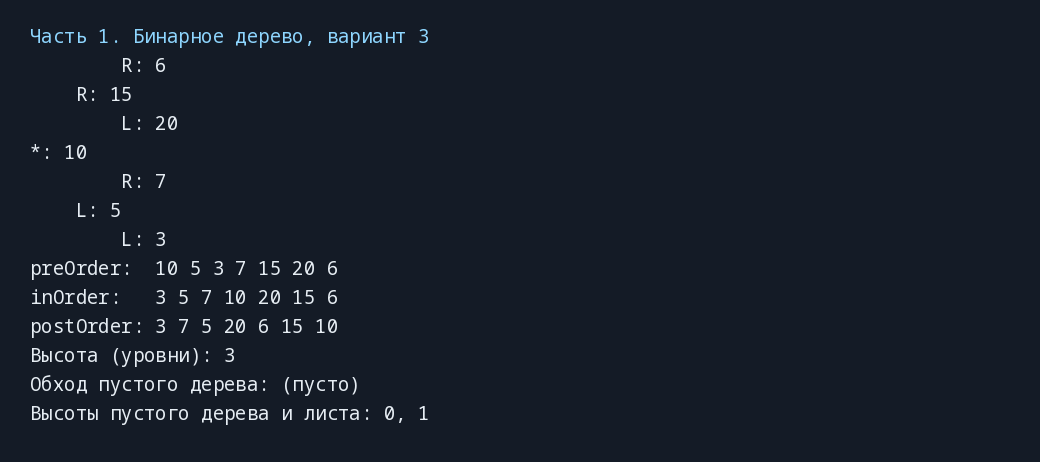 Часть 1. Бинарное дерево, вариант 3
        R: 6
    R: 15
        L: 20
*: 10
        R: 7
    L: 5
        L: 3
preOrder:  10 5 3 7 15 20 6
inOrder:   3 5 7 10 20 15 6
postOrder: 3 7 5 20 6 15 10
Высота (уровни): 3
Обход пустого дерева: (пусто)
Высоты пустого дерева и листа: 0, 1